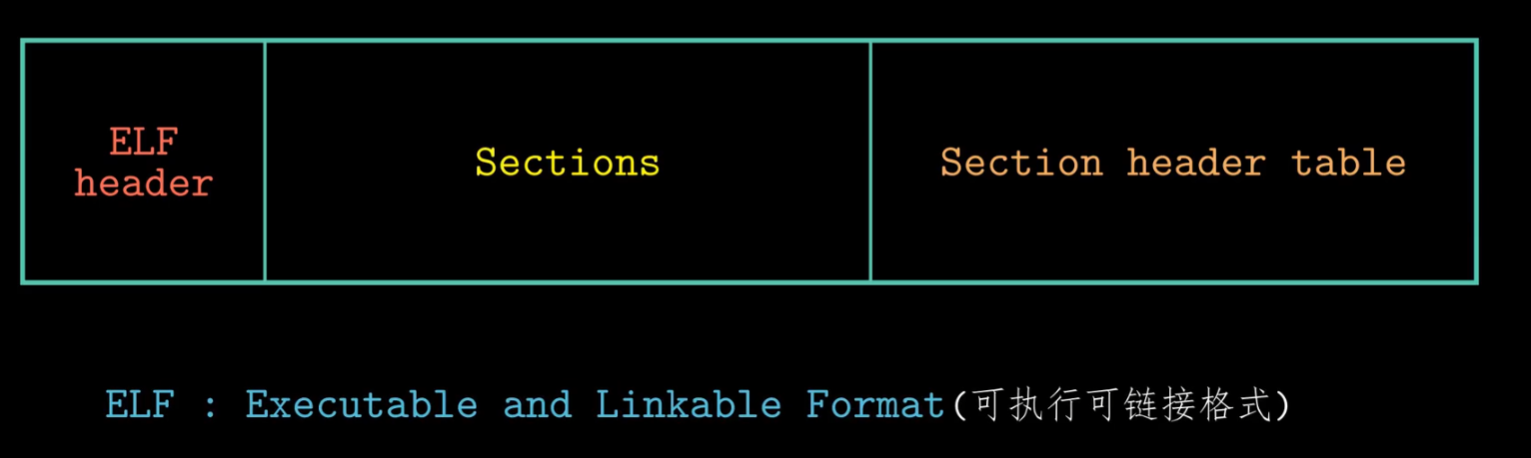 ELF
header
Sections
Section header table
ELF : Executable and Linkable Format(可执行可链接格式)